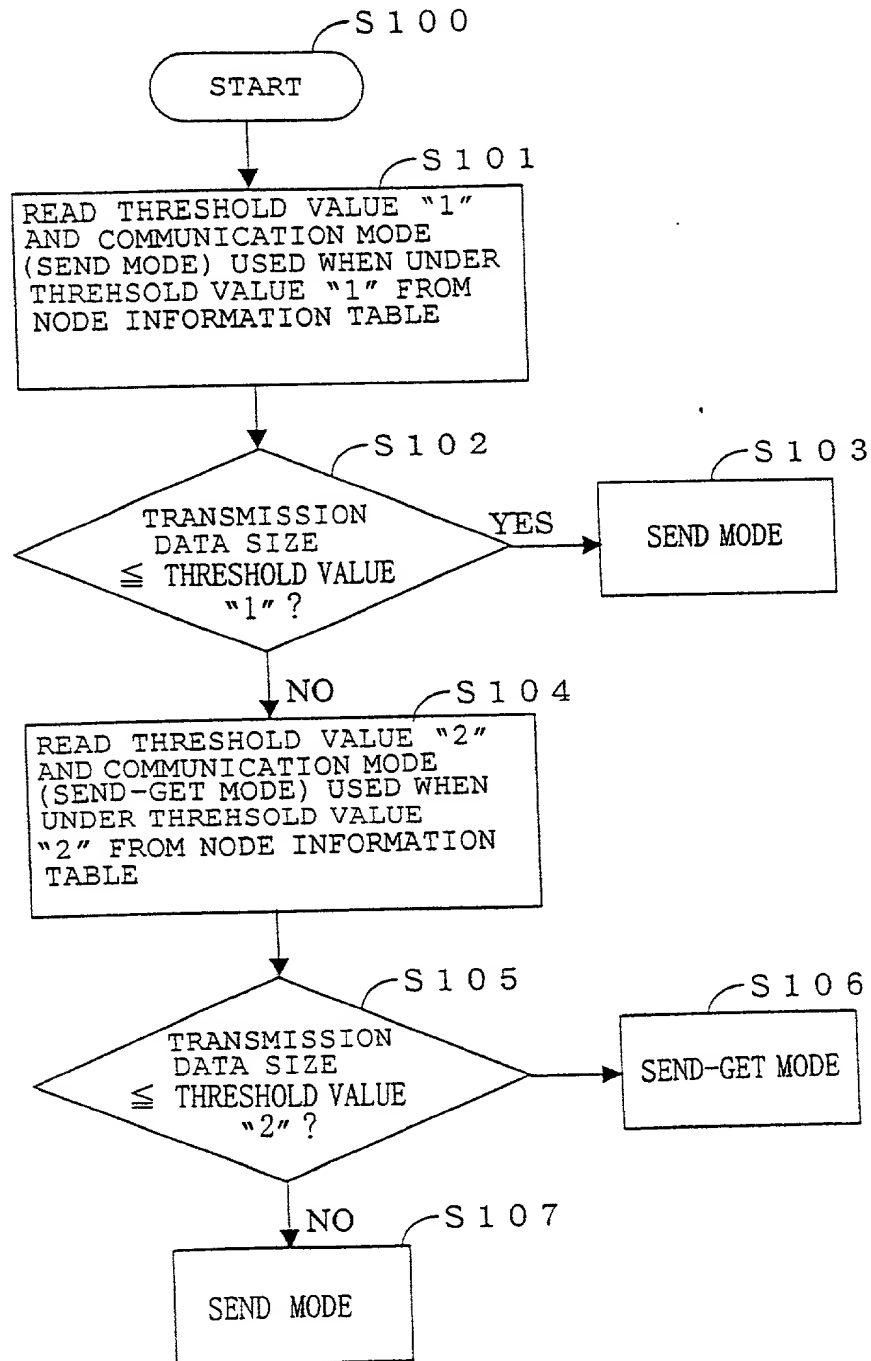 S100
START
S101
READ THRESHOLD VALUE "1"
AND COMMUNICATION MODE
(SEND MODE) USED WHEN UNDER
THREHSOLD VALUE "1" FROM
NODE INFORMATION TABLE
S102
TRANSMISSION
DATA SIZE
≦ THRESHOLD VALUE
"1"?
YES
S103
SEND MODE
NO
S104
READ THRESHOLD VALUE "2"
AND COMMUNICATION MODE
(SEND-GET MODE) USED WHEN
UNDER THREHSOLD VALUE
"2" FROM NODE INFORMATION
TABLE
S105
TRANSMISSION
DATA SIZE
≦ THRESHOLD VALUE
"2"?
S106
SEND-GET MODE
NO
S107
SEND MODE